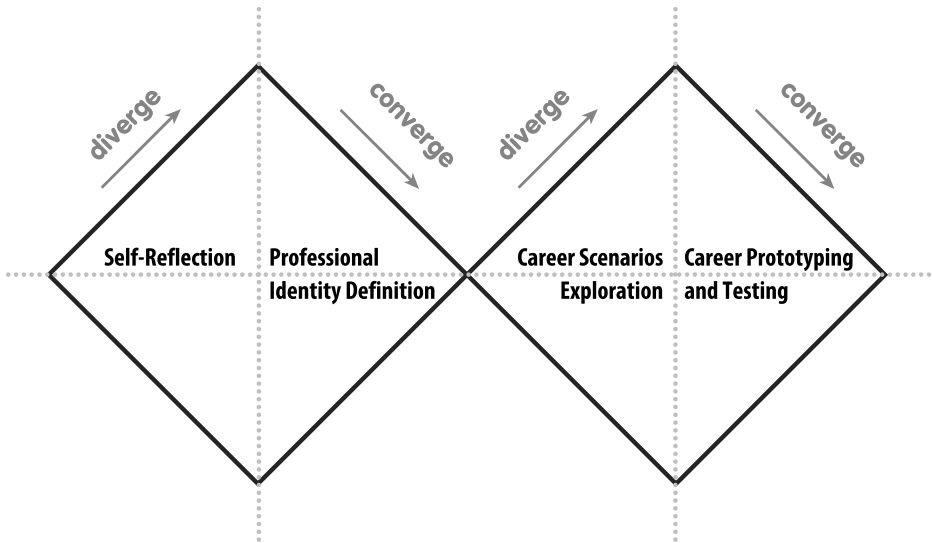 diverge
converge
diverge
converge
Self-Reflection
Professional
Identity Definition
Career Scenarios
Exploration
Career Prototyping
and Testing